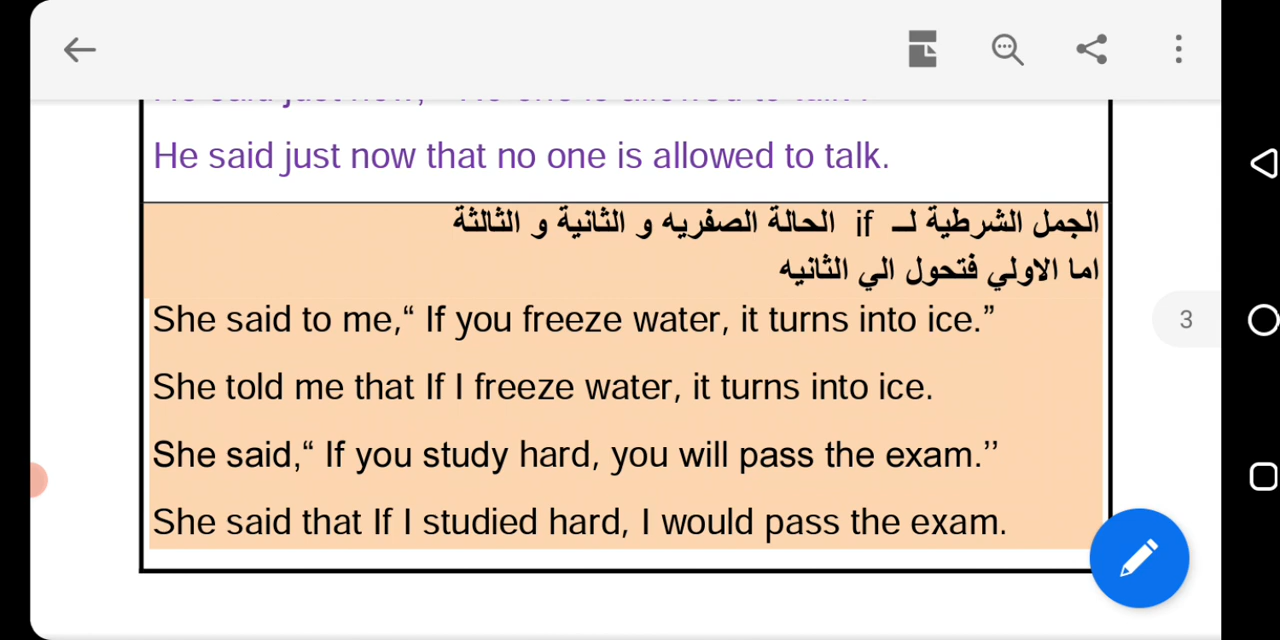 He said just now that no one is allowed to talk.
الجمل الشرطية لــ if الحالة الصفريه و الثانية و الثالثة
اما الاولي فتحول الي الثانيه
She said to me,“ If you freeze water, it turns into ice.”
She told me that If I freeze water, it turns into ice.
3
She said,“ If you study hard, you will pass the exam.’’
She said that If I studied hard, I would pass the exam.